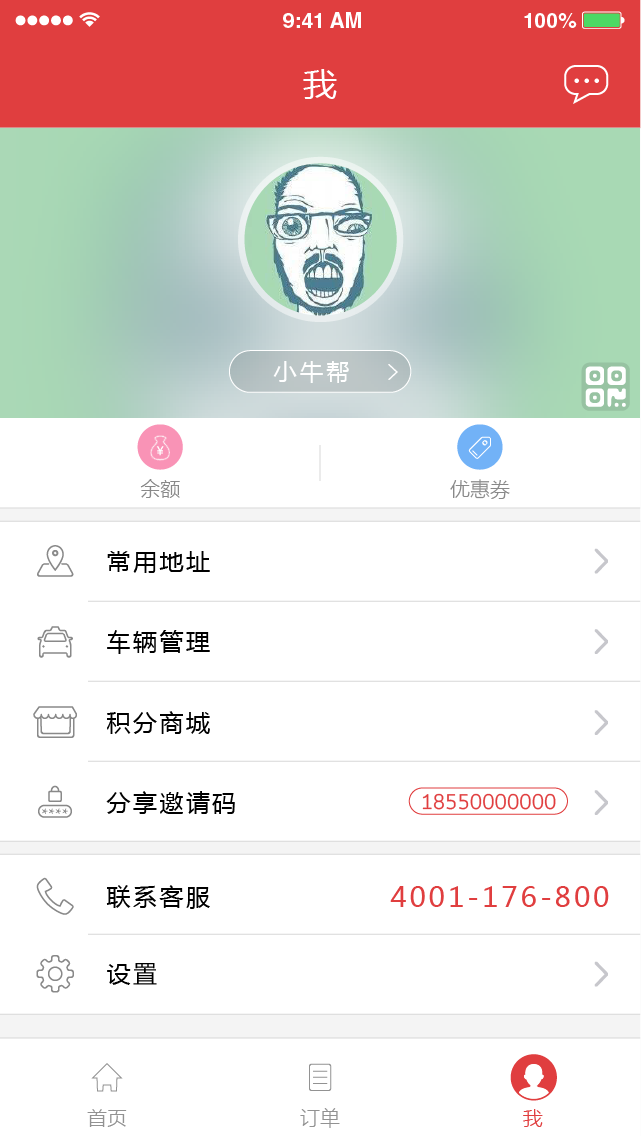 9:41 AM 100%
我
小牛帮
余额 优惠券
常用地址
车辆管理
积分商城
分享邀请码 18550000000
联系客服 4001-176-800
设置
首页 订单 我